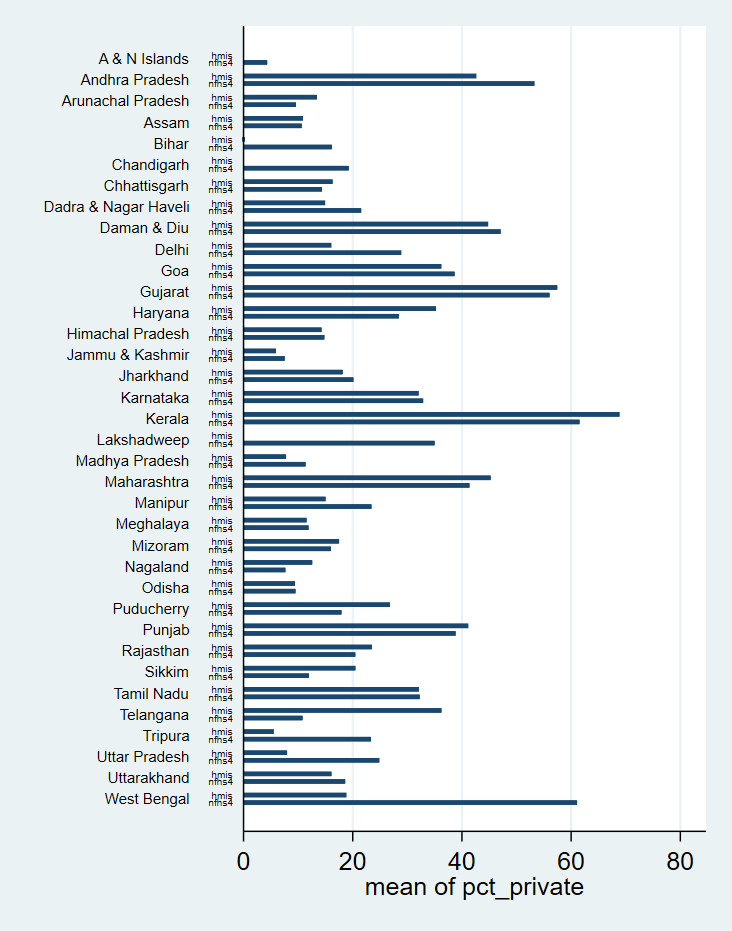 A & N Islands hmis
nfhs4
Andhra Pradesh hmis
nfhs4
Arunachal Pradesh hmis
nfhs4
Assam hmis
nfhs4
Bihar hmis
nfhs4
Chandigarh hmis
nfhs4
Chhattisgarh hmis
nfhs4
Dadra & Nagar Haveli hmis
nfhs4
Daman & Diu hmis
nfhs4
Delhi hmis
nfhs4
Goa hmis
nfhs4
Gujarat hmis
nfhs4
Haryana hmis
nfhs4
Himachal Pradesh hmis
nfhs4
Jammu & Kashmir hmis
nfhs4
Jharkhand hmis
nfhs4
Karnataka hmis
nfhs4
Kerala hmis
nfhs4
Lakshadweep hmis
nfhs4
Madhya Pradesh hmis
nfhs4
Maharashtra hmis
nfhs4
Manipur hmis
nfhs4
Meghalaya hmis
nfhs4
Mizoram hmis
nfhs4
Nagaland hmis
nfhs4
Odisha hmis
nfhs4
Puducherry hmis
nfhs4
Punjab hmis
nfhs4
Rajasthan hmis
nfhs4
Sikkim hmis
nfhs4
Tamil Nadu hmis
nfhs4
Telangana hmis
nfhs4
Tripura hmis
nfhs4
Uttar Pradesh hmis
nfhs4
Uttarakhand hmis
nfhs4
West Bengal hmis
nfhs4
0 20 40 60 80
mean of pct_private